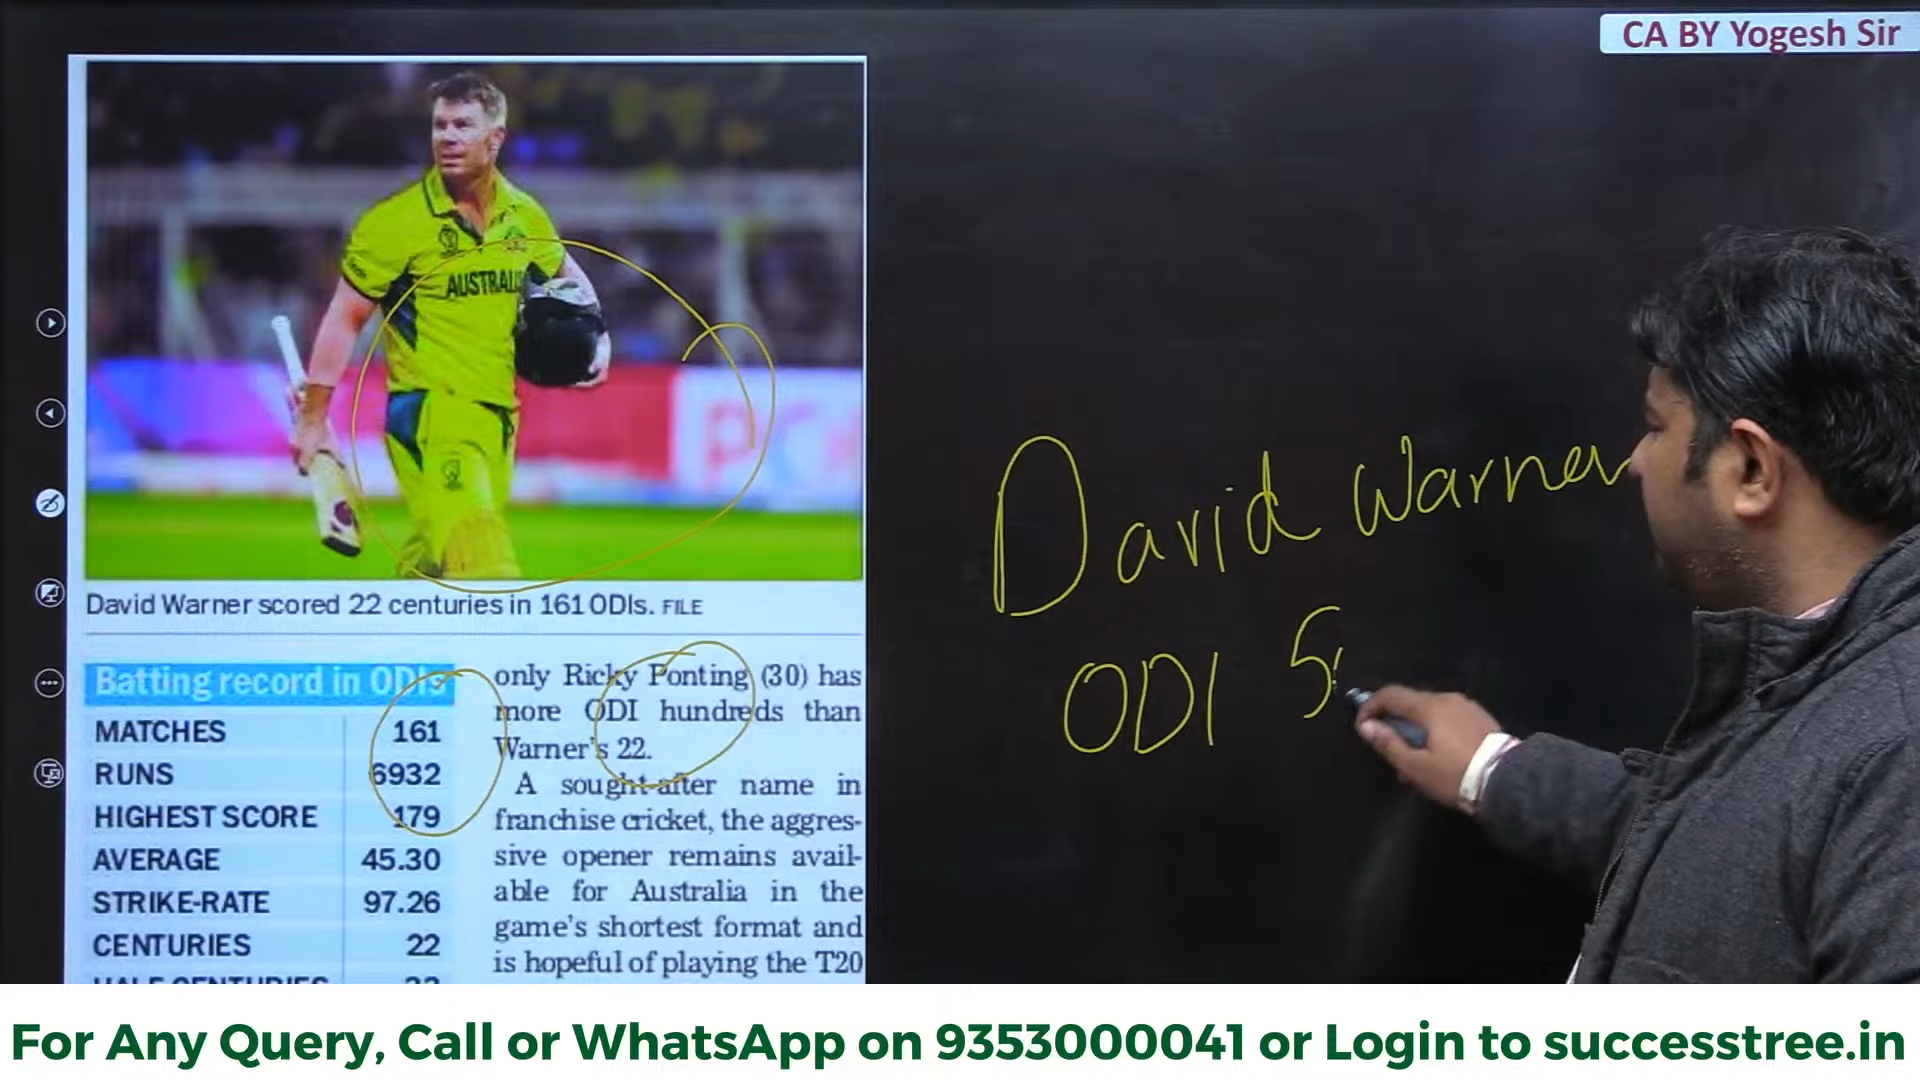 CA BY Yogesh Sir
AUSTRALI
David Warner scored 22 centuries in 161 ODIs. FILE
Batting record in ODIs
MATCHES 161
RUNS 6932
HIGHEST SCORE 179
AVERAGE 45.30
STRIKE-RATE 97.26
CENTURIES 22
HALF-CENTURIES 33
only Ricky Ponting (30) has
more ODI hundreds than
Warner's 22.
A sought-after name in
franchise cricket, the aggres-
sive opener remains avail-
able for Australia in the
game's shortest format and
is hopeful of playing the T20
David Warner
ODI
For Any Query, Call or WhatsApp on 9353000041 or Login to successtree.in